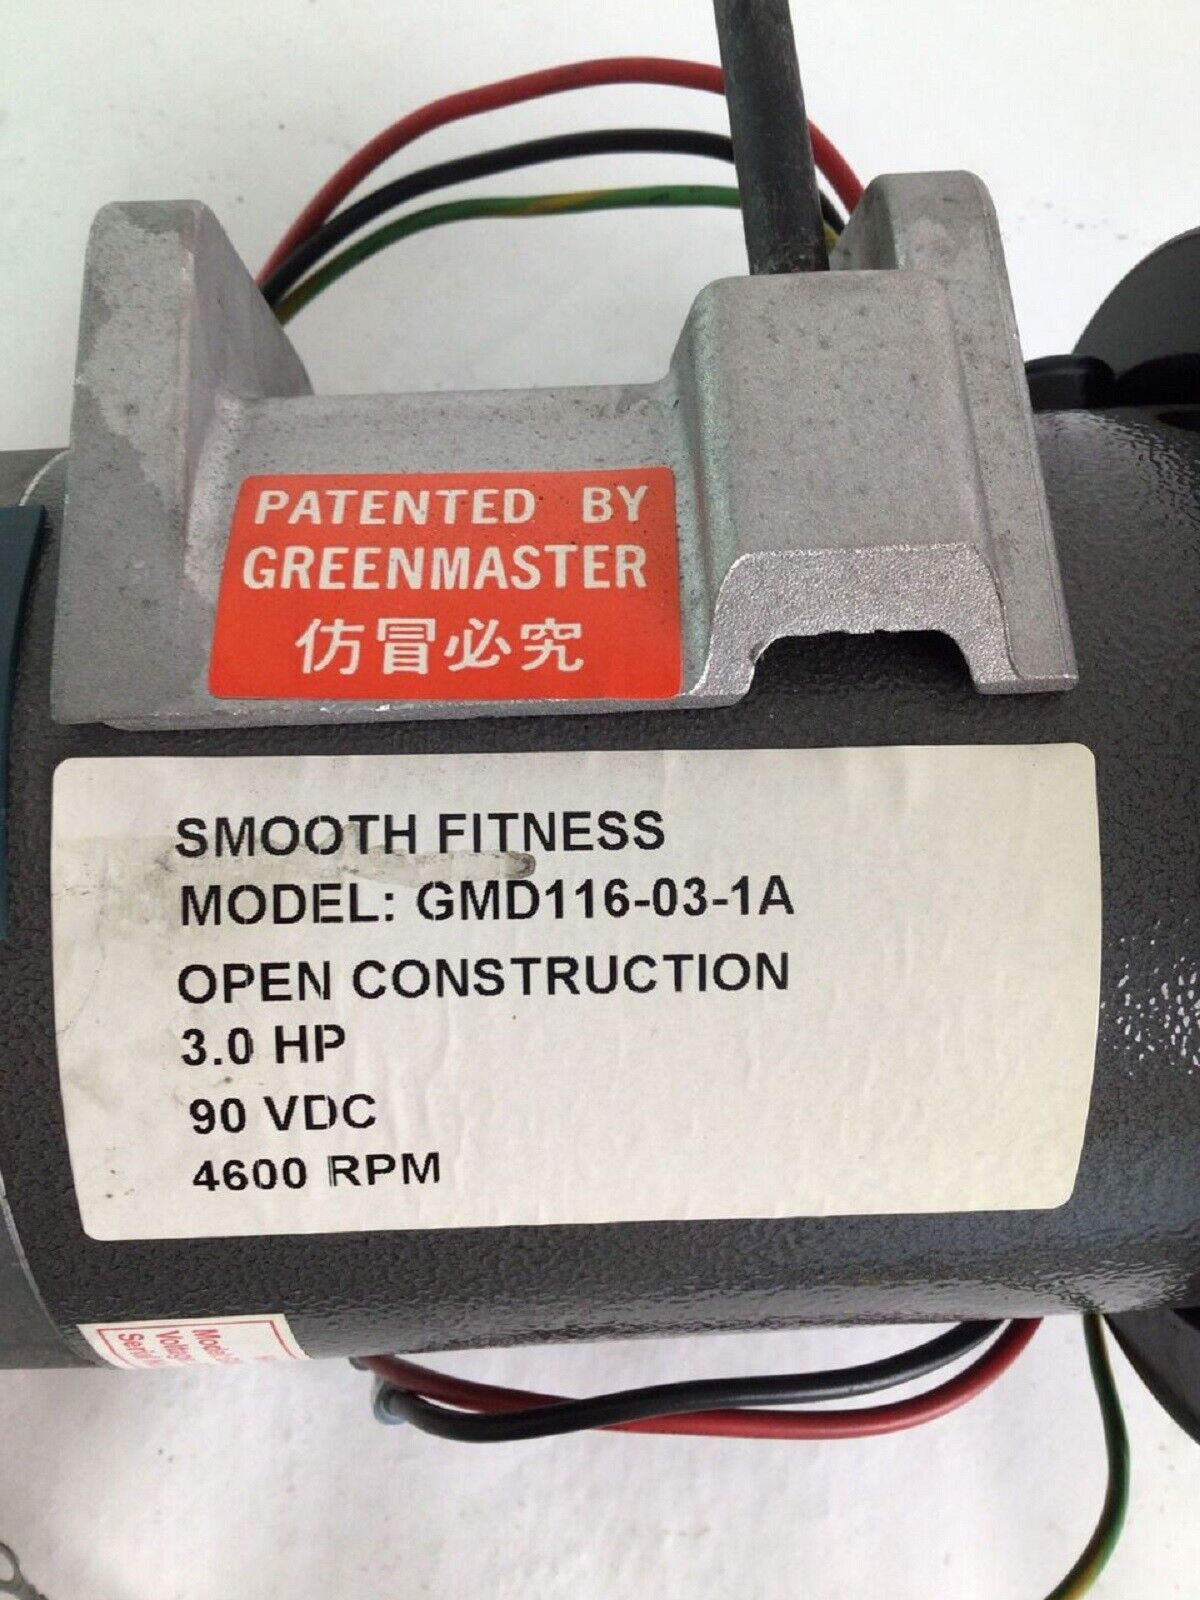 PATENTED BY
GREENMASTER
仿冒必究
SMOOTH FITNESS
MODEL: GMD116-03-1A
OPEN CONSTRUCTION
3.0 HP
90 VDC
4600 RPM